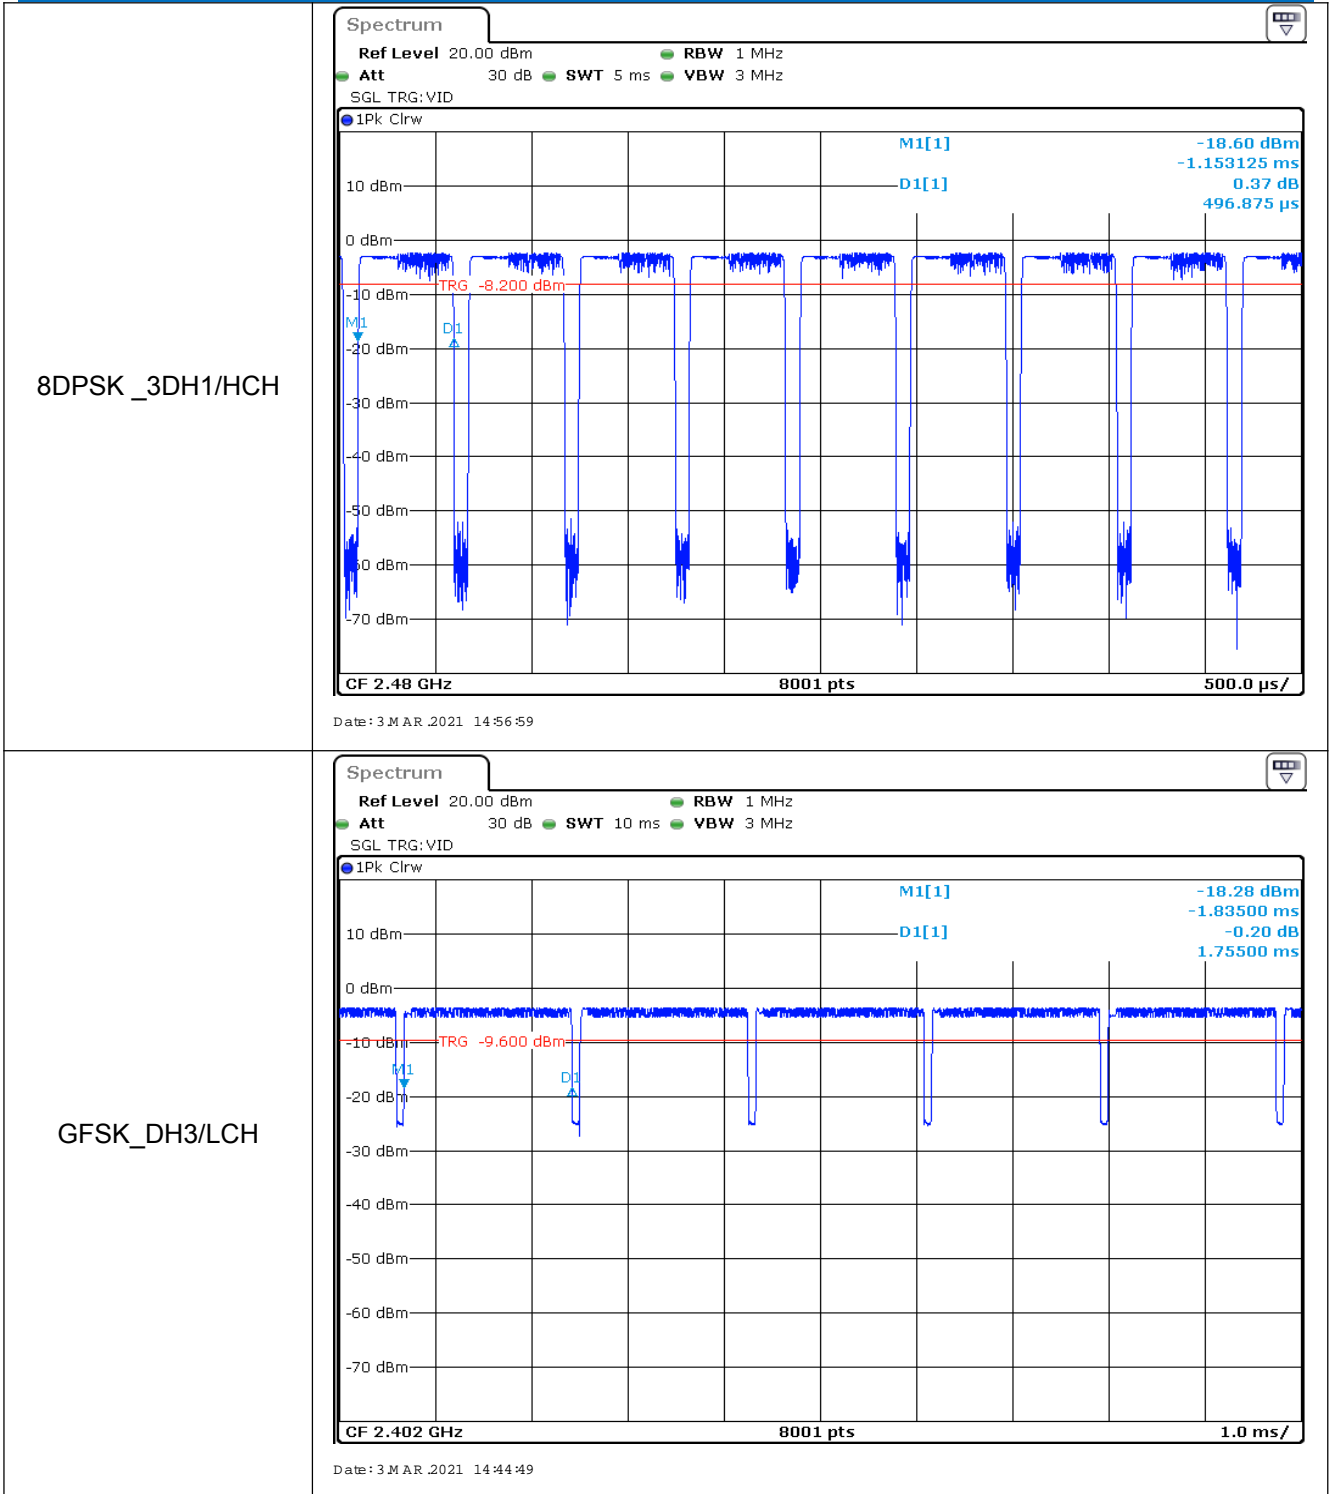 8DPSK _3DH1/HCH
Spectrum
Ref Level 20.00 dBm RBW 1 MHz
Att 30 dB SWT 5 ms VBW 3 MHz
SGL TRG:VID
1Pk Clrw
M1[1] -18.60 dBm
-1.153125 ms
10 dBm D1[1] 0.37 dB
496.875 µs
0 dBm
TRG -8.200 dBm
-10 dBm
M1
D1
-20 dBm
-30 dBm
-40 dBm
-50 dBm
-60 dBm
-70 dBm
CF 2.48 GHz 8001 pts 500.0 µs/
Date: 3.MAR.2021 14:56:59
GFSK_DH3/LCH
Spectrum
Ref Level 20.00 dBm RBW 1 MHz
Att 30 dB SWT 10 ms VBW 3 MHz
SGL TRG:VID
1Pk Clrw
M1[1] -18.28 dBm
-1.83500 ms
10 dBm D1[1] -0.20 dB
1.75500 ms
0 dBm
-10 dBm TRG -9.600 dBm
M1
D1
-20 dBm
-30 dBm
-40 dBm
-50 dBm
-60 dBm
-70 dBm
CF 2.402 GHz 8001 pts 1.0 ms/
Date: 3.MAR.2021 14:44:49